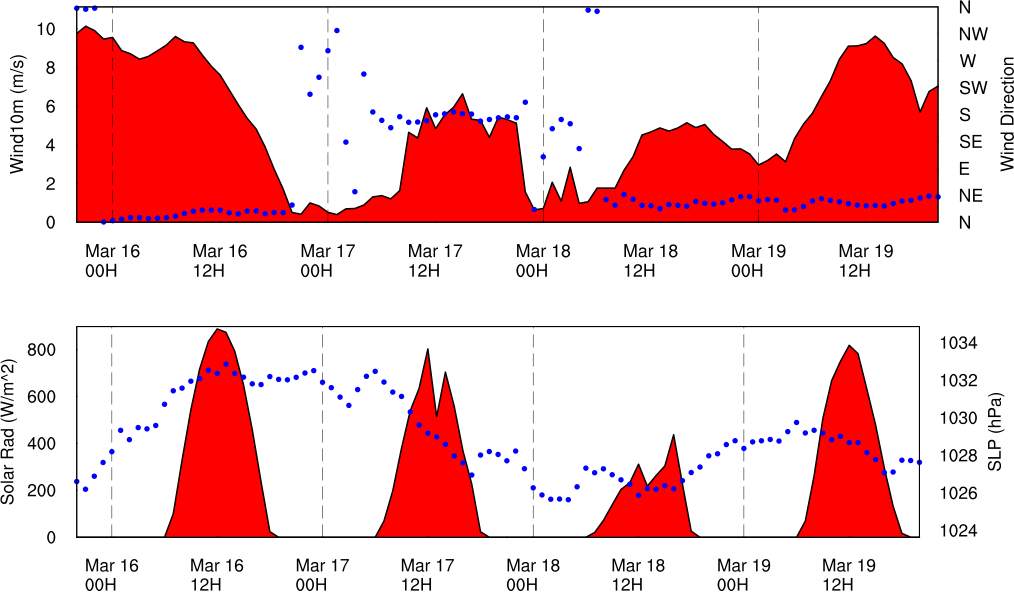 Wind10m (m/s)
10
8
6
4
2
0
N
NW
W
SW
S
SE
E
NE
N
Wind Direction
Mar 16 Mar 16 Mar 17 Mar 17 Mar 18 Mar 18 Mar 19 Mar 19
00H 12H 00H 12H 00H 12H 00H 12H
Solar Rad (W/m^2)
800
600
400
200
0
1034
1032
1030
1028
1026
1024
SLP (hPa)
Mar 16 Mar 16 Mar 17 Mar 17 Mar 18 Mar 18 Mar 19 Mar 19
00H 12H 00H 12H 00H 12H 00H 12H